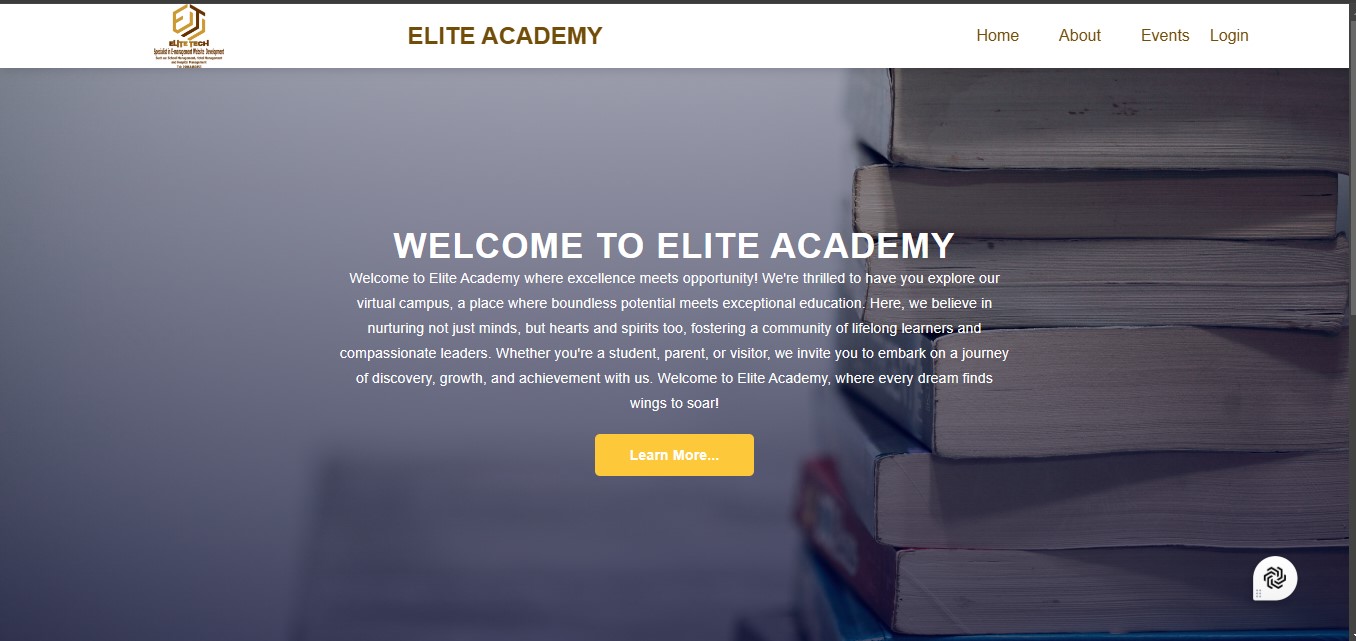 ELITE TECH
Specialist in E-management Website Development
ELITE ACADEMY
Home
About
Events
Login
WELCOME TO ELITE ACADEMY
Welcome to Elite Academy where excellence meets opportunity! We're thrilled to have you explore our
virtual campus, a place where boundless potential meets exceptional education. Here, we believe in
nurturing not just minds, but hearts and spirits too, fostering a community of lifelong learners and
compassionate leaders. Whether you're a student, parent, or visitor, we invite you to embark on a journey
of discovery, growth, and achievement with us. Welcome to Elite Academy, where every dream finds
wings to soar!
Learn More...